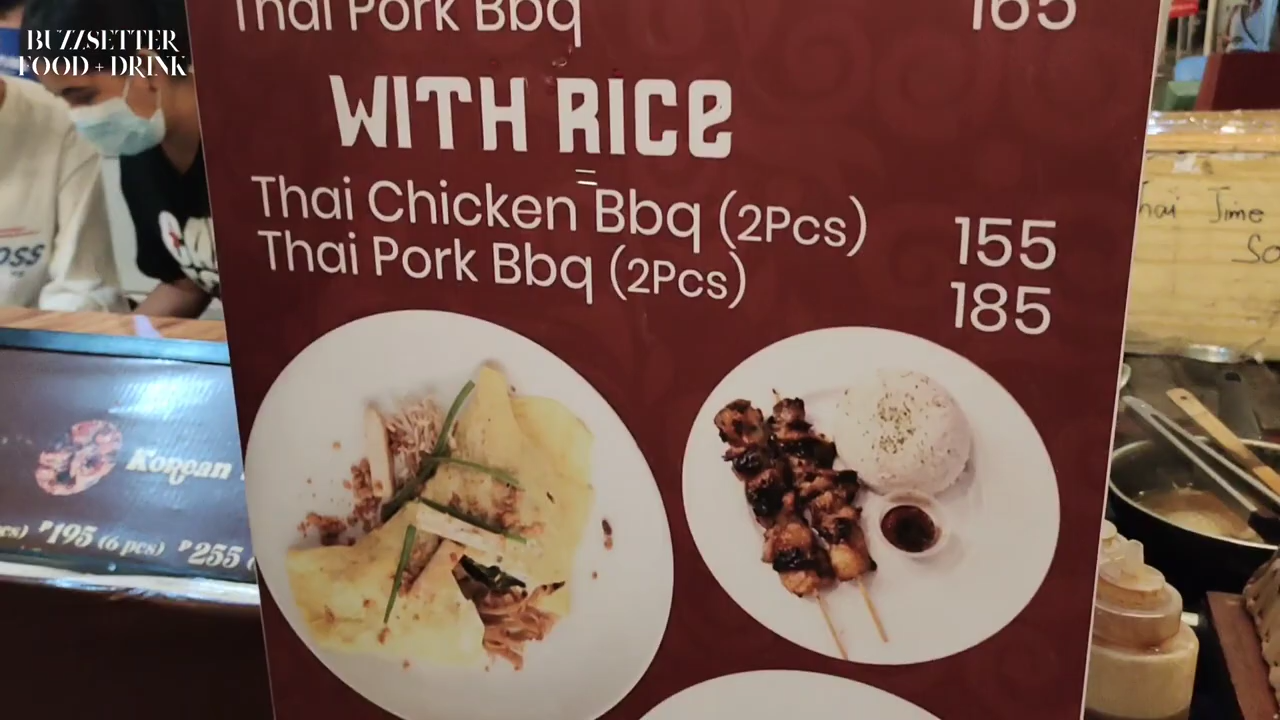 BUZZSETTER
FOOD + DRINK
Thai Pork Bbq 165
WITH RICE
Thai Chicken Bbq (2Pcs) 155
Thai Pork Bbq (2Pcs) 185
OSS
Korean
₱195 (6 pcs) ₱255